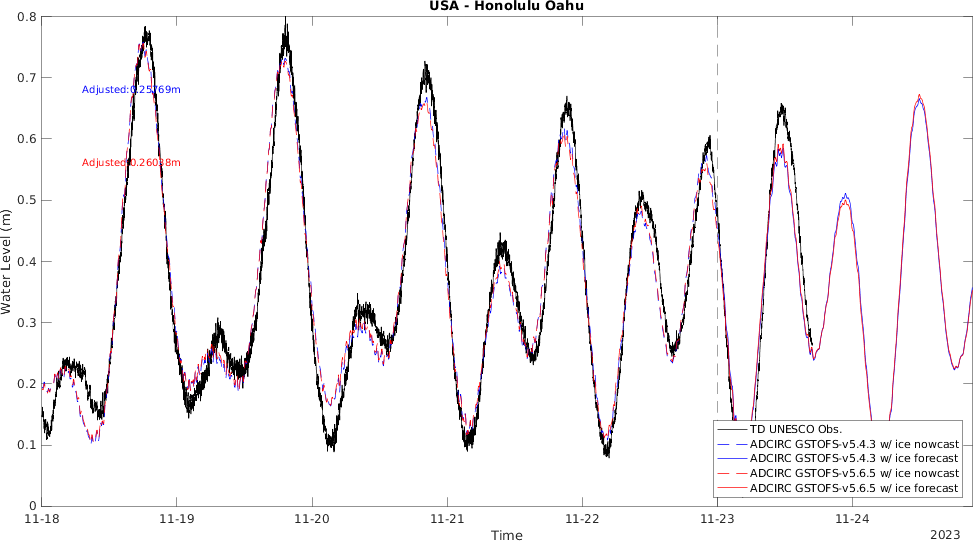 USA - Honolulu Oahu
0.8
0.7
0.6
0.5
0.4
0.3
0.2
0.1
0
Water Level (m)
Adjusted:0.25769m
Adjusted:0.26038m
TD UNESCO Obs.
ADCIRC GSTOFS-v5.4.3 w/ ice nowcast
ADCIRC GSTOFS-v5.4.3 w/ ice forecast
ADCIRC GSTOFS-v5.6.5 w/ ice nowcast
ADCIRC GSTOFS-v5.6.5 w/ ice forecast
11-18 11-19 11-20 11-21 11-22 11-23 11-24
Time
2023